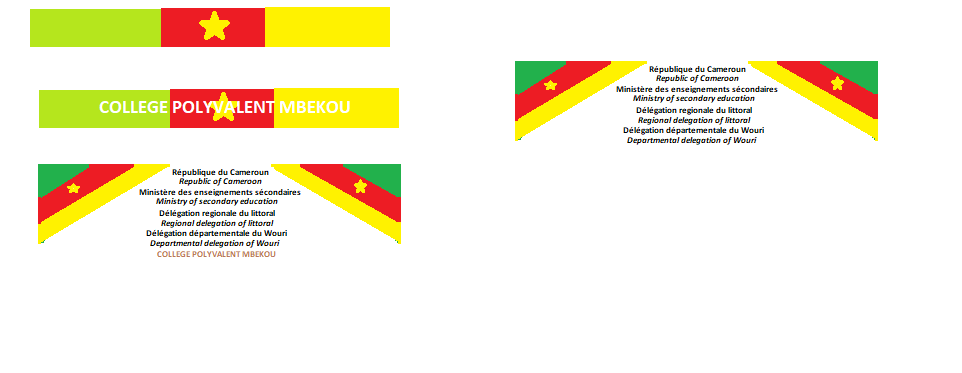 COLLEGE POLYVALENT MBEKOU
République du Cameroun
Republic of Cameroon
Ministère des enseignements sécondaires
Ministry of secondary education
Délégation regionale du littoral
Regional delegation of littoral
Délégation départementale du Wouri
Departmental delegation of Wouri
COLLEGE POLYVALENT MBEKOU
République du Cameroun
Republic of Cameroon
Ministère des enseignements sécondaires
Ministry of secondary education
Délégation regionale du littoral
Regional delegation of littoral
Délégation départementale du Wouri
Departmental delegation of Wouri